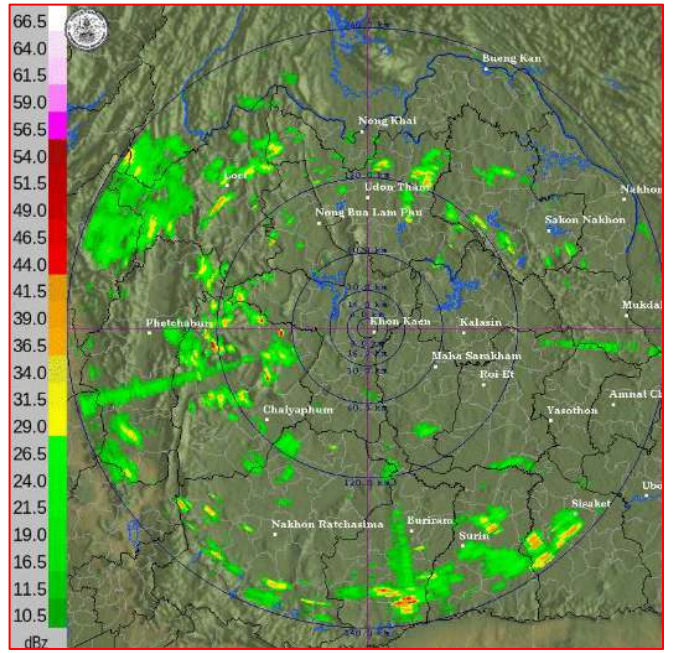 66.5
64.0
61.5
59.0
56.5
54.0
51.5
49.0
46.5
44.0
41.5
39.0
36.5
34.0
31.5
29.0
26.5
24.0
21.5
19.0
16.5
13.5
10.5
dBz
Bueng Kan
Nong Khai
Loei
Udon Thani
Nakhon
Nong Bua Lam Phu
Sakon Nakhon
Mukdah
Phetchabun
Khon Kaen
Kalasin
Maha Sarakham
Roi-Et
Amnat Ch
Chaiyaphum
Yasothon
120.0 km
Ubo
Sisaket
Nakhon Ratchasima
Buriram
Surin